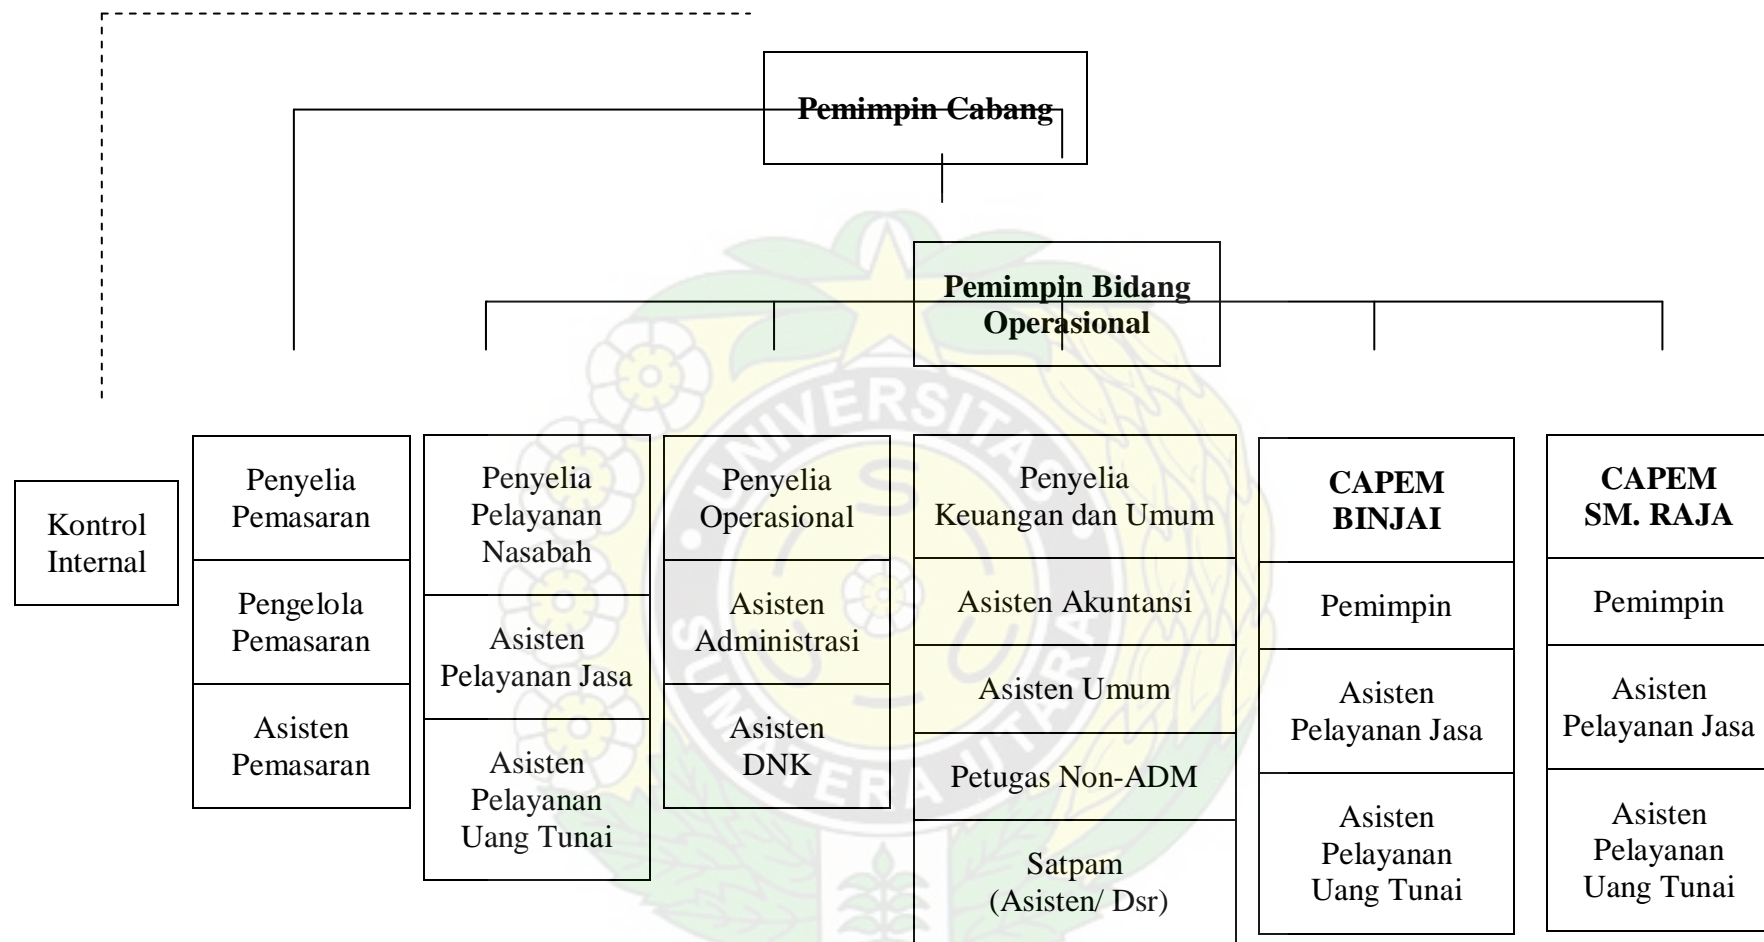 Pemimpin Cabang
Pemimpin Bidang
Operasional
Kontrol
Internal
Penyelia
Pemasaran
Pengelola
Pemasaran
Asisten
Pemasaran
Penyelia
Pelayanan
Nasabah
Asisten
Pelayanan Jasa
Asisten
Pelayanan
Uang Tunai
Penyelia
Operasional
Asisten
Administrasi
Asisten
DNK
Penyelia
Keuangan dan Umum
Asisten Akuntansi
Asisten Umum
Petugas Non-ADM
Satpam
(Asisten/ Dsr)
CAPEM
BINJAI
Pemimpin
Asisten
Pelayanan Jasa
Asisten
Pelayanan
Uang Tunai
CAPEM
SM. RAJA
Pemimpin
Asisten
Pelayanan Jasa
Asisten
Pelayanan
Uang Tunai
UNIVERSITAS
SUMATERA UTARA
U S U